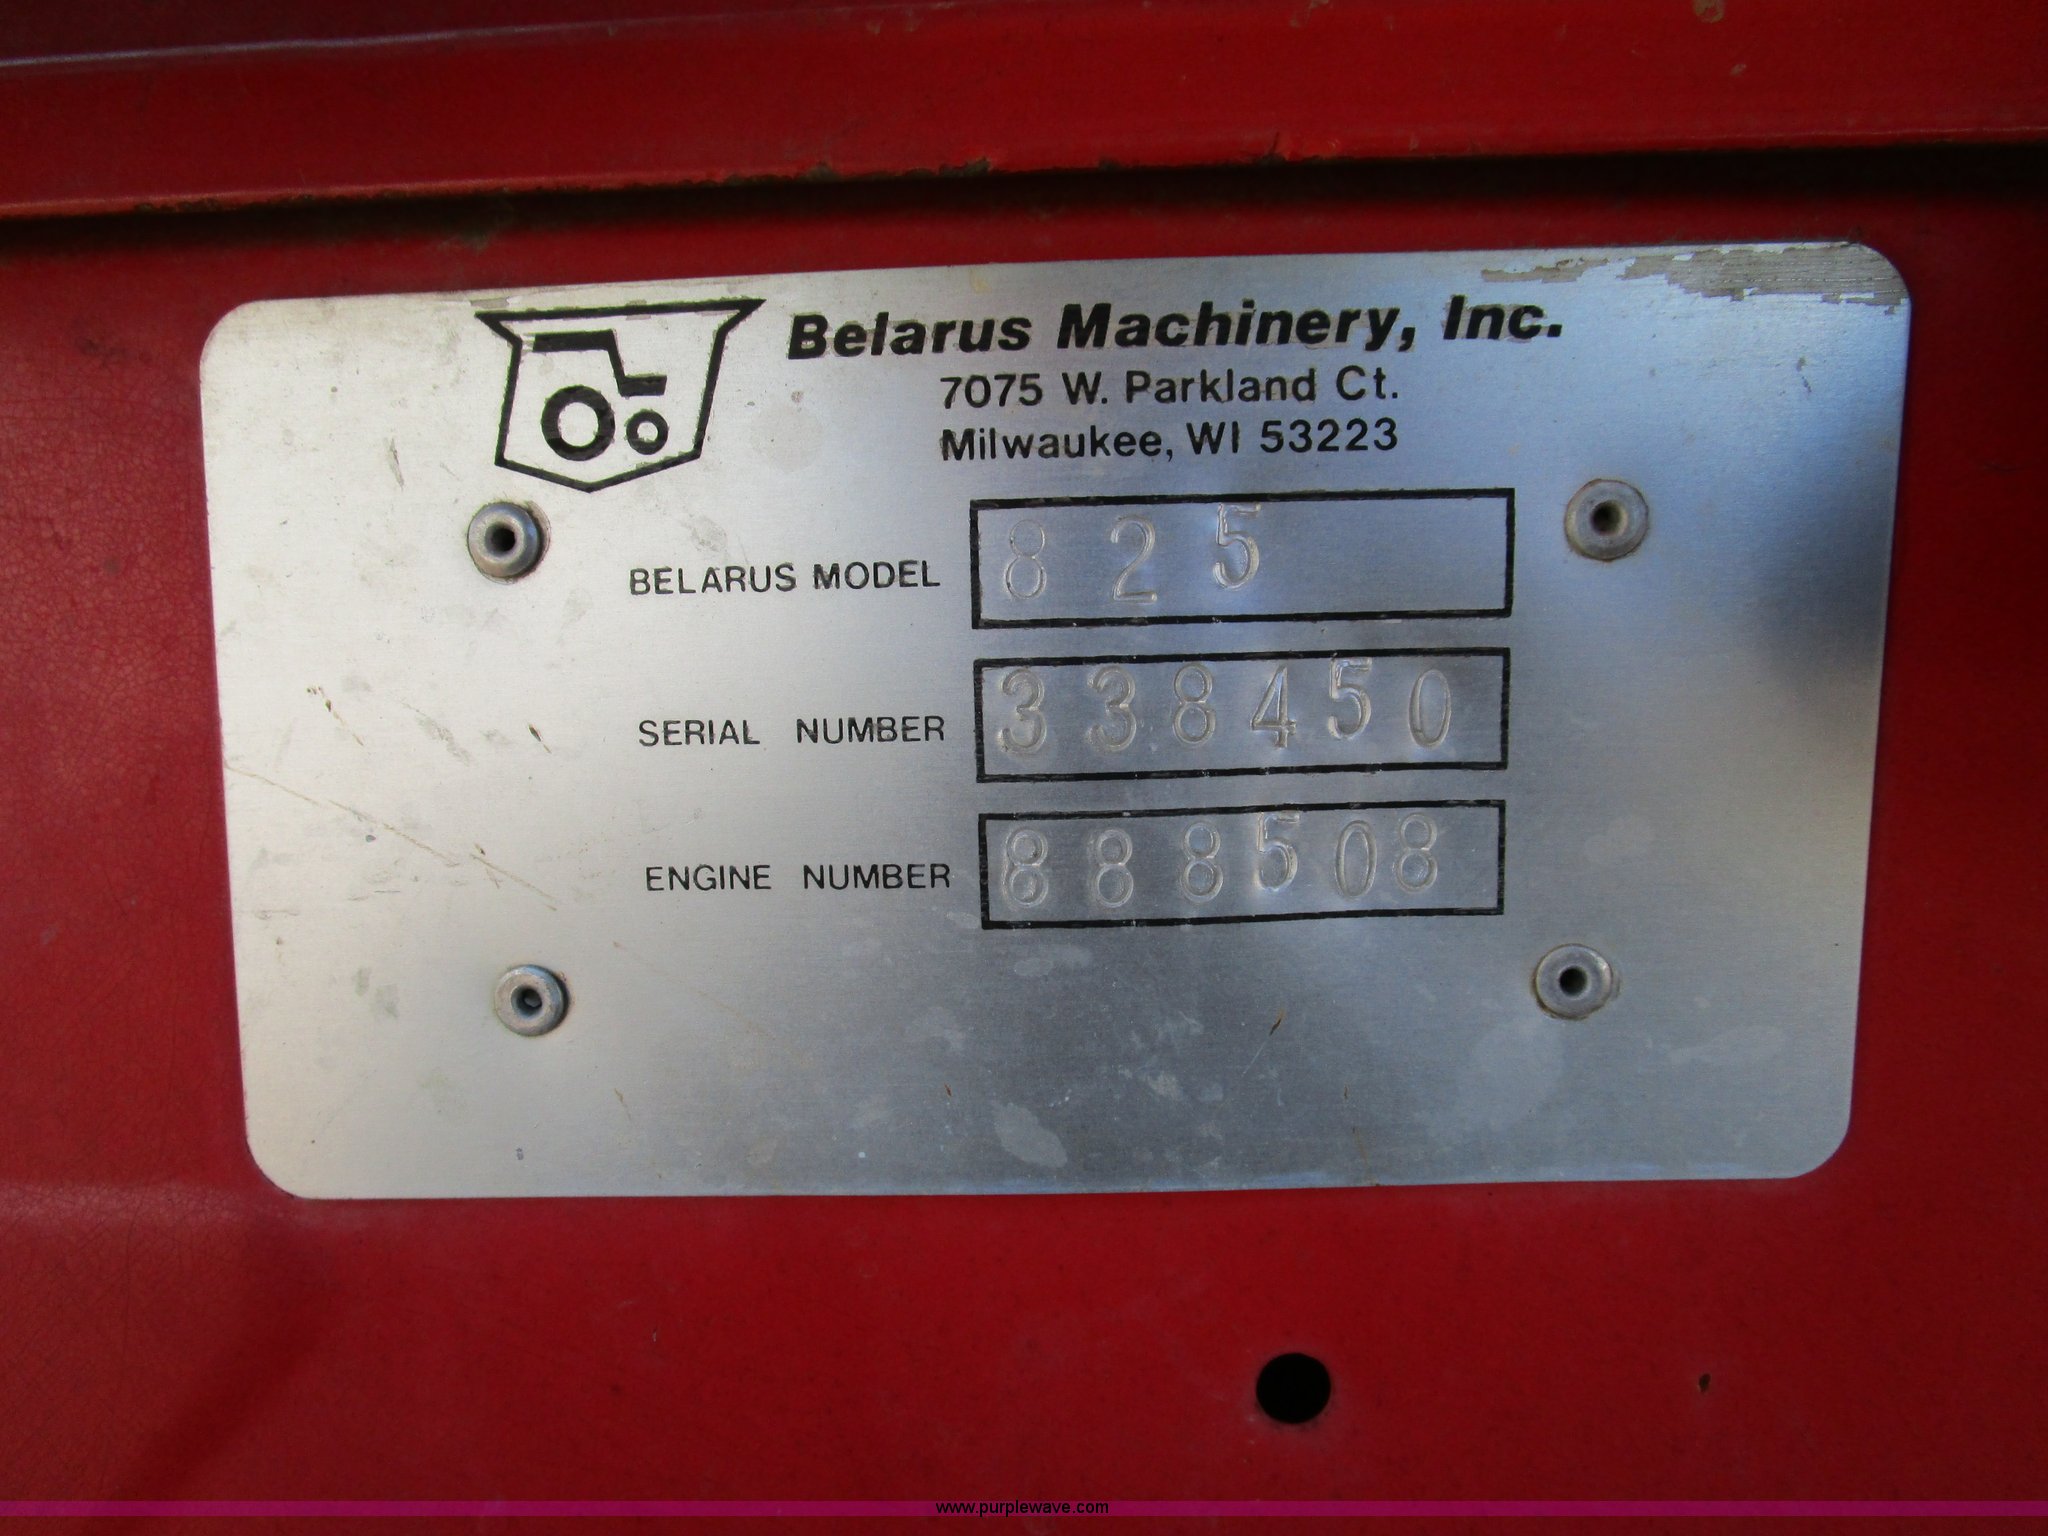 Belarus Machinery, Inc.
7075 W. Parkland Ct.
Milwaukee, WI 53223
BELARUS MODEL 825
SERIAL NUMBER 338450
ENGINE NUMBER 888508
www.purplewave.com